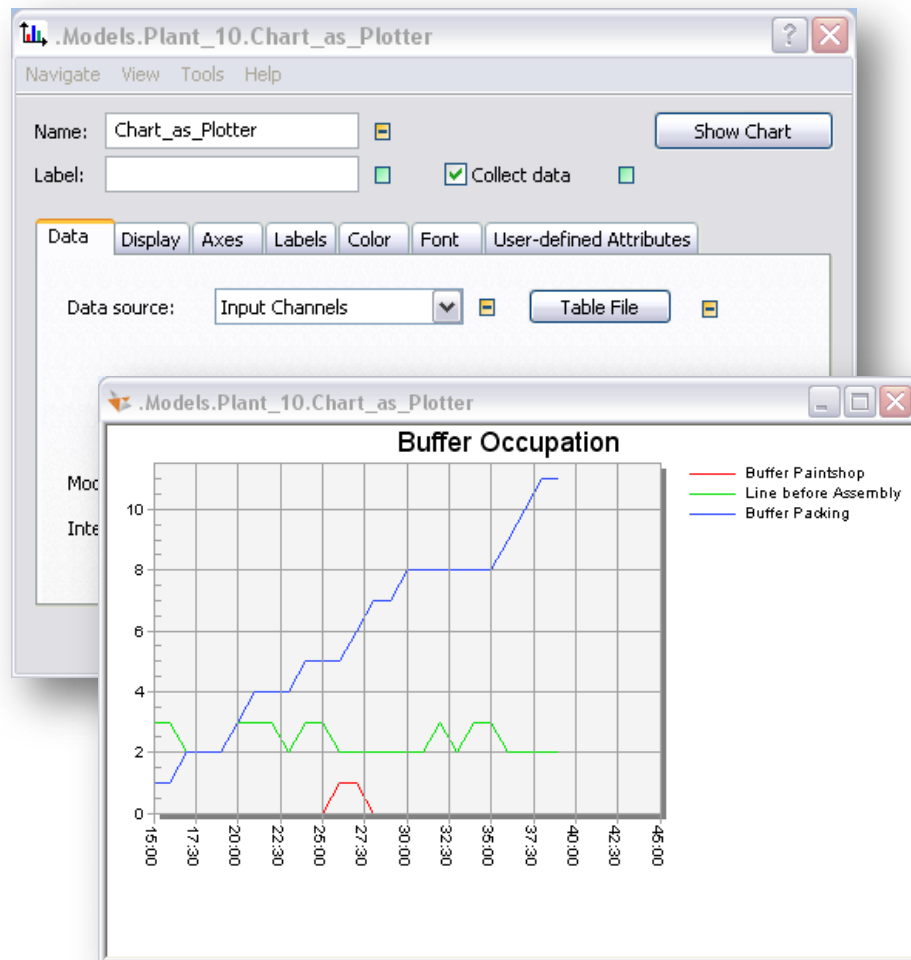 .Models.Plant_10.Chart_as_Plotter
?
Navigate View Tools Help
Name: Chart_as_Plotter Show Chart
Label: Collect data
Data Display Axes Labels Color Font User-defined Attributes
Data source: Input Channels Table File
.Models.Plant_10.Chart_as_Plotter
Moc
Inte
Buffer Occupation
Buffer Paintshop
Line before Assembly
Buffer Packing
10
8
6
4
2
0
15:00 17:30 20:00 22:30 25:00 27:30 30:00 32:30 35:00 37:30 40:00 42:30 45:00